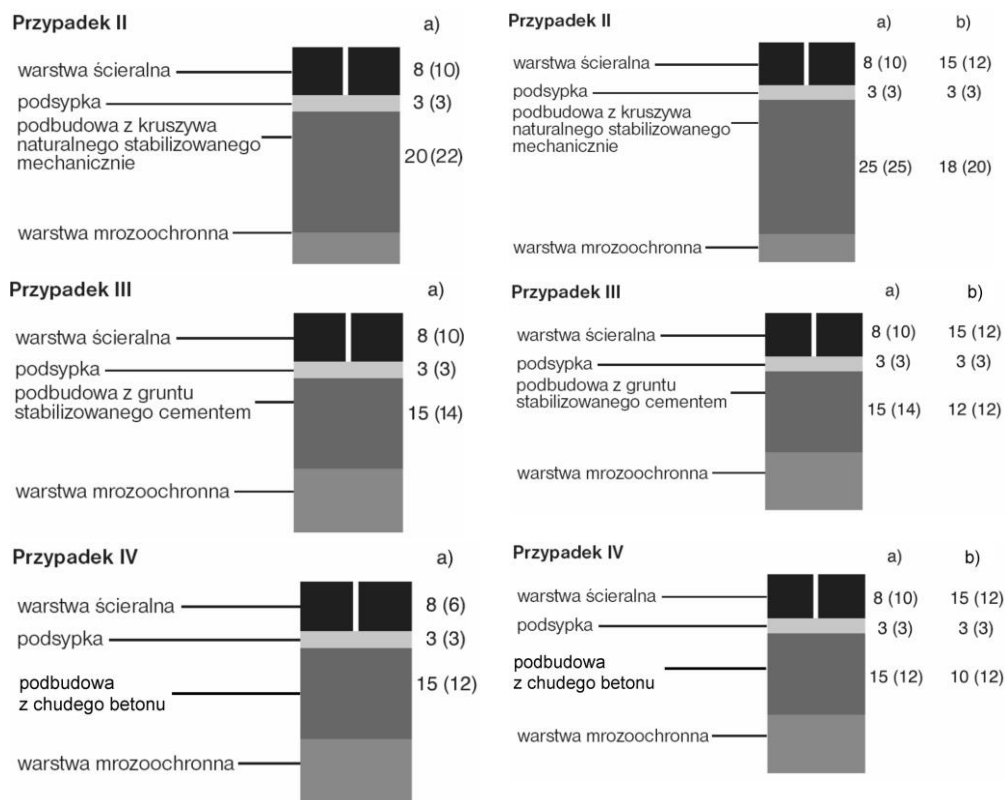 Przypadek II a)
warstwa ścieralna 8 (10)
podsypka 3 (3)
podbudowa z kruszywa
naturalnego stabilizowanego
mechanicznie
20 (22)
warstwa mrozoochronna
Przypadek III a)
warstwa ścieralna 8 (10)
podsypka 3 (3)
podbudowa z gruntu
stabilizowanego cementem
15 (14)
warstwa mrozoochronna
Przypadek IV a)
warstwa ścieralna 8 (6)
podsypka 3 (3)
podbudowa
z chudego betonu
15 (12)
warstwa mrozoochronna
Przypadek II a) b)
warstwa ścieralna 8 (10) 15 (12)
podsypka 3 (3) 3 (3)
podbudowa z kruszywa
naturalnego stabilizowanego
mechanicznie
25 (25) 18 (20)
warstwa mrozoochronna
Przypadek III a) b)
warstwa ścieralna 8 (10) 15 (12)
podsypka 3 (3) 3 (3)
podbudowa z gruntu
stabilizowanego cementem
15 (14) 12 (12)
warstwa mrozoochronna
Przypadek IV a) b)
warstwa ścieralna 8 (10) 15 (12)
podsypka 3 (3) 3 (3)
podbudowa
z chudego betonu
15 (12) 10 (12)
warstwa mrozoochronna